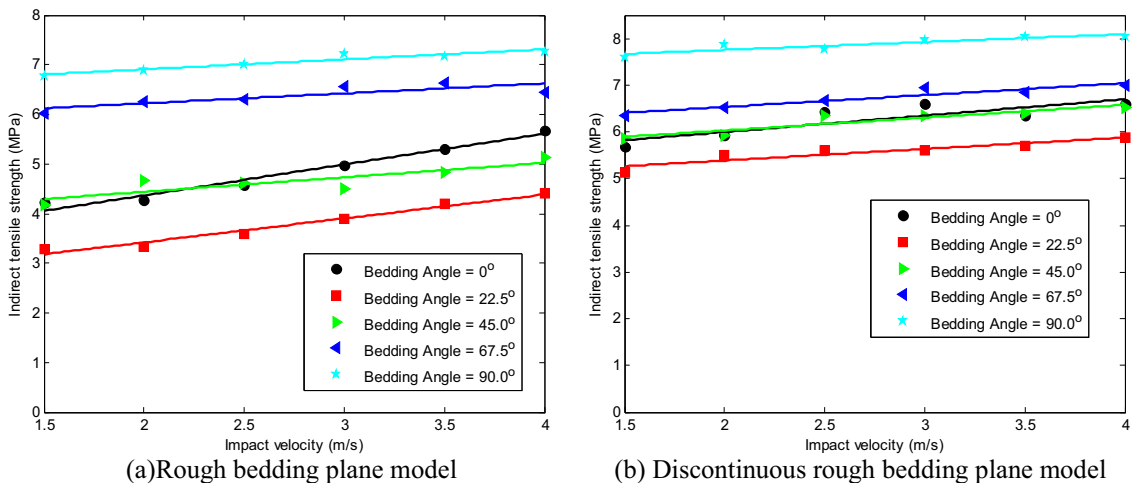 8
7
6
5
4
3
2
1
0
1.5
2
2.5
3
3.5
4
Indirect tensile strength (MPa)
Impact velocity (m/s)
Bedding Angle = 0°
Bedding Angle = 22.5°
Bedding Angle = 45.0°
Bedding Angle = 67.5°
Bedding Angle = 90.0°
(a)Rough bedding plane model
8
7
6
5
4
3
2
1
0
1.5
2
2.5
3
3.5
4
Indirect tensile strength (MPa)
Impact velocity (m/s)
Bedding Angle = 0°
Bedding Angle = 22.5°
Bedding Angle = 45.0°
Bedding Angle = 67.5°
Bedding Angle = 90.0°
(b) Discontinuous rough bedding plane model